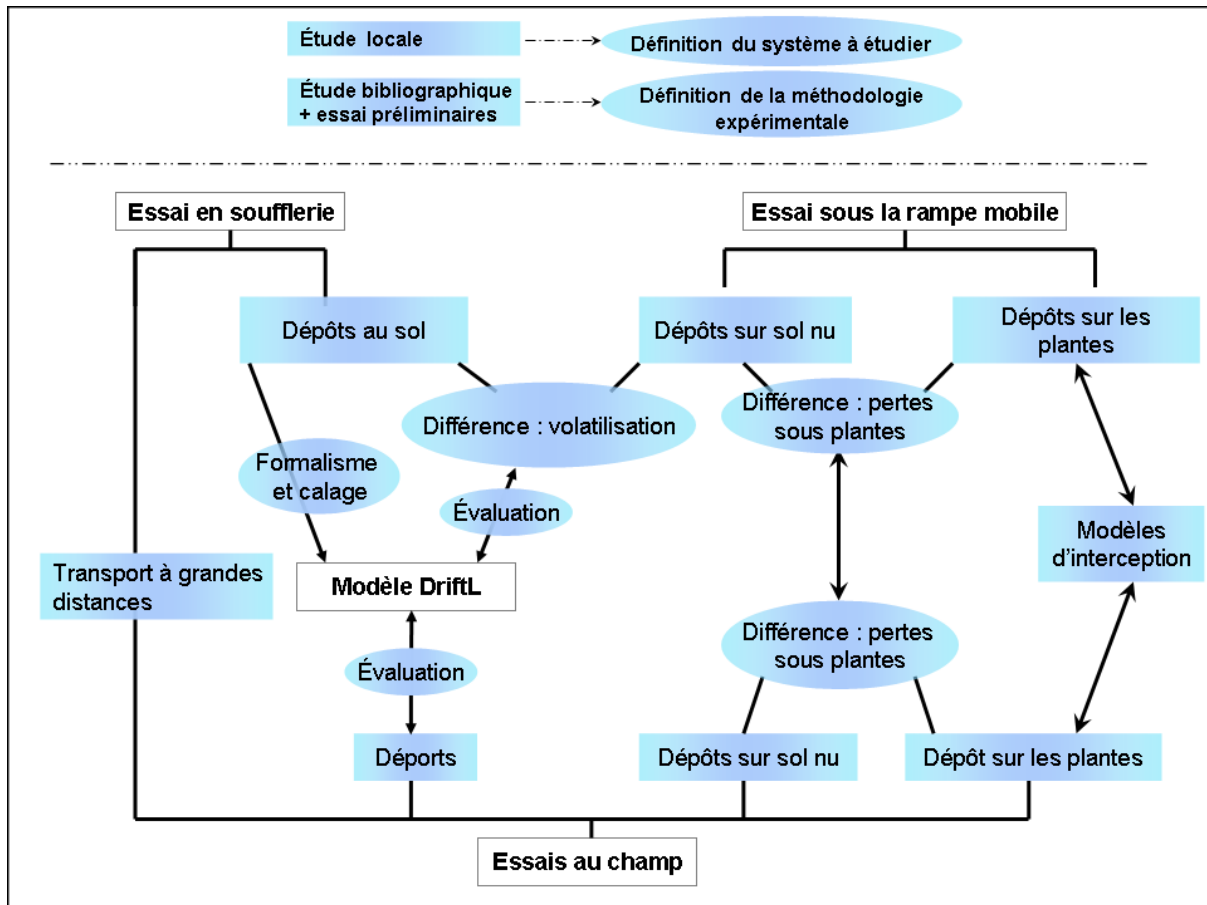 Étude locale
Définition du système à étudier
Étude bibliographique
+ essai préliminaires
Définition de la méthodologie
expérimentale
Essai en soufflerie
Essai sous la rampe mobile
Dépôts au sol
Dépôts sur sol nu
Dépôts sur les
plantes
Différence : volatilisation
Différence : pertes
sous plantes
Formalisme
et calage
Évaluation
Modèles
d'interception
Transport à grandes
distances
Modèle DriftL
Différence : pertes
sous plantes
Évaluation
Déports
Dépôts sur sol nu
Dépôt sur les plantes
Essais au champ